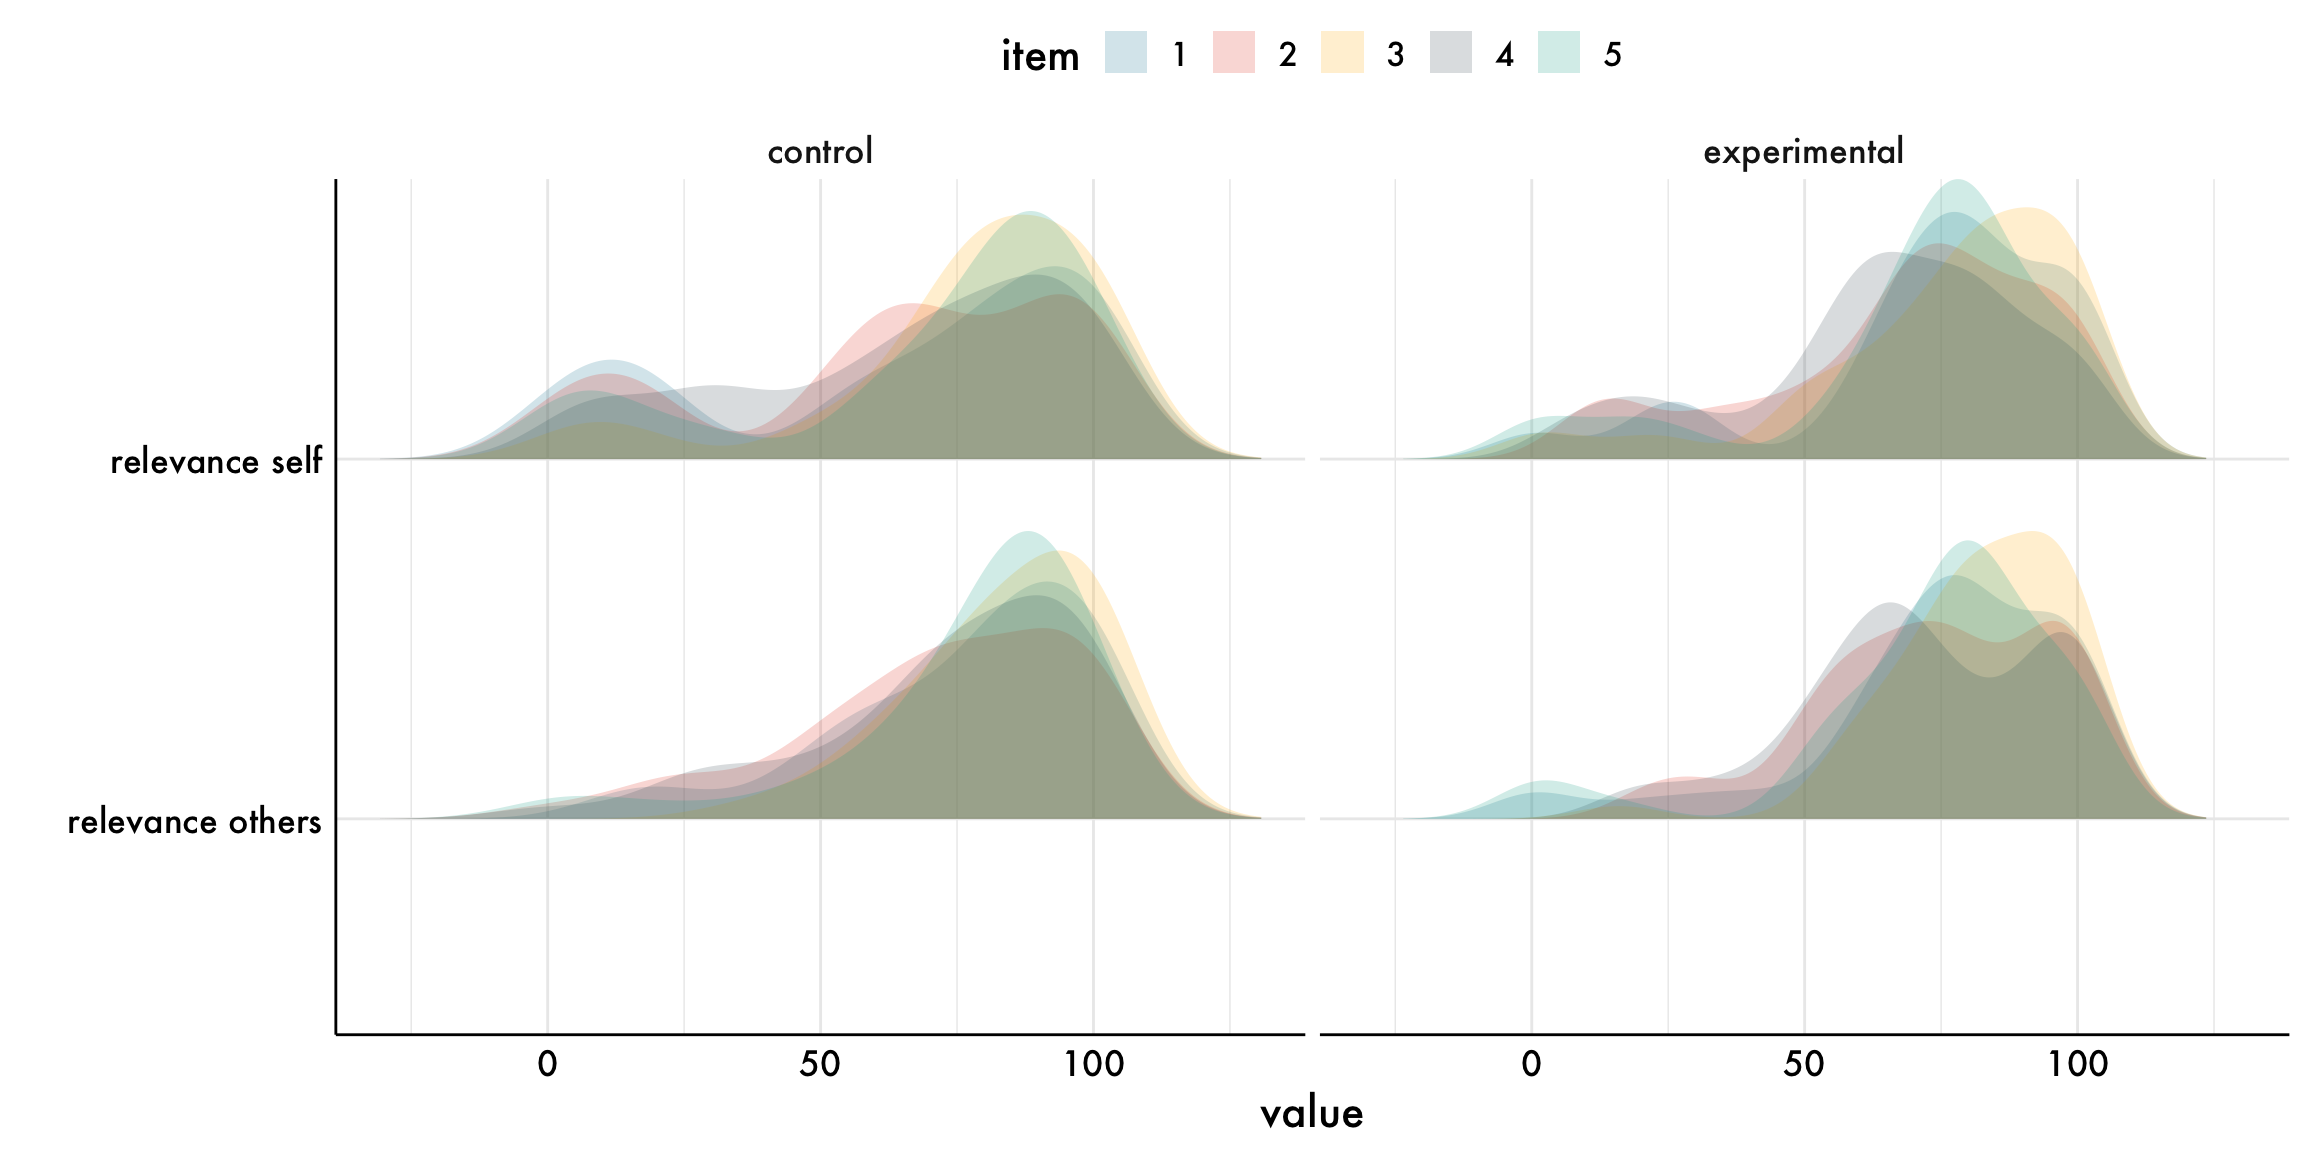 item 1 2 3 4 5
control experimental
relevance self
relevance others
0 50 100 0 50 100
value